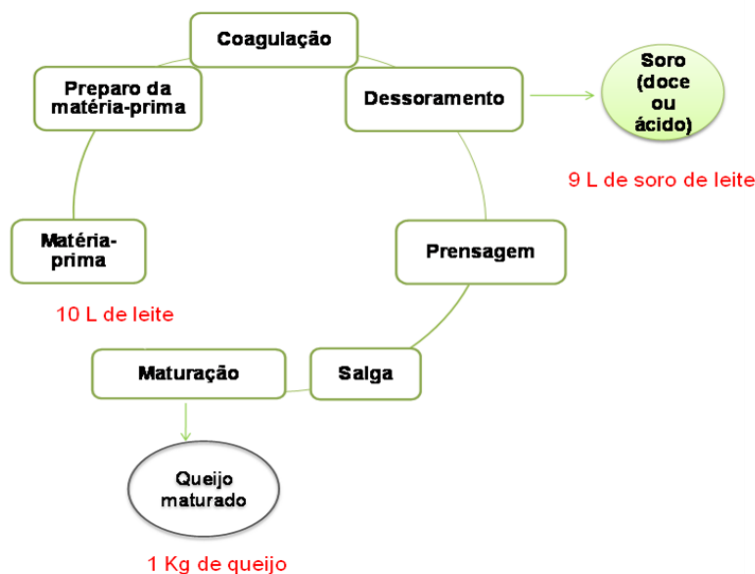 Coagulação
Preparo da
matéria-prima
Dessoramento
Soro
(doce
ou
ácido)
9 L de soro de leite
Matéria-
prima
Prensagem
10 L de leite
Maturação
Salga
Queijo
maturado
1 Kg de queijo